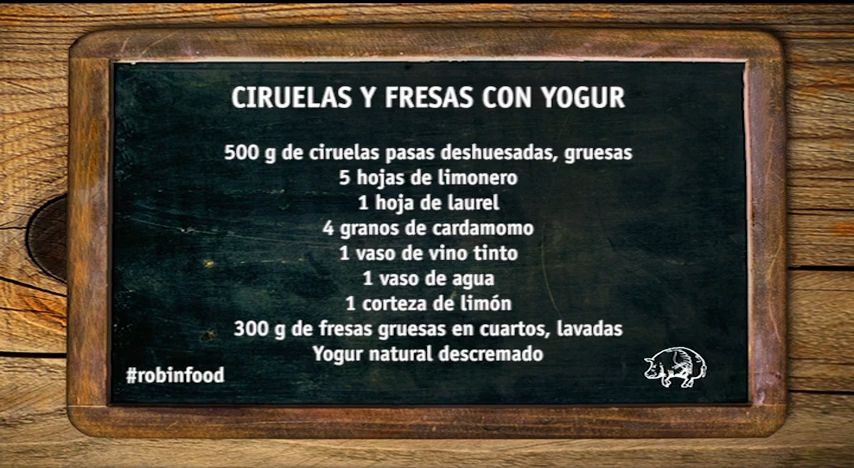 CIRUELAS Y FRESAS CON YOGUR
500 g de ciruelas pasas deshuesadas, gruesas
5 hojas de limonero
1 hoja de laurel
4 granos de cardamomo
1 vaso de vino tinto
1 vaso de agua
1 corteza de limón
300 g de fresas gruesas en cuartos, lavadas
Yogur natural descremado
#robinfood